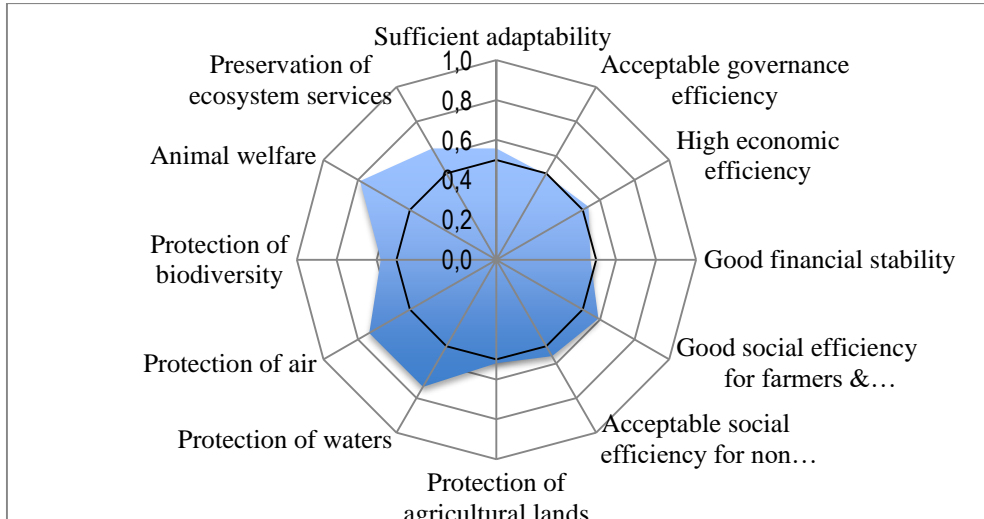 Sufficient adaptability
Acceptable governance
efficiency
High economic
efficiency
Good financial stability
Good social efficiency
for farmers &…
Acceptable social
efficiency for non…
Protection of
agricultural lands
Protection of waters
Protection of air
Protection of
biodiversity
Animal welfare
Preservation of
ecosystem services
1,0
0,8
0,6
0,4
0,2
0,0